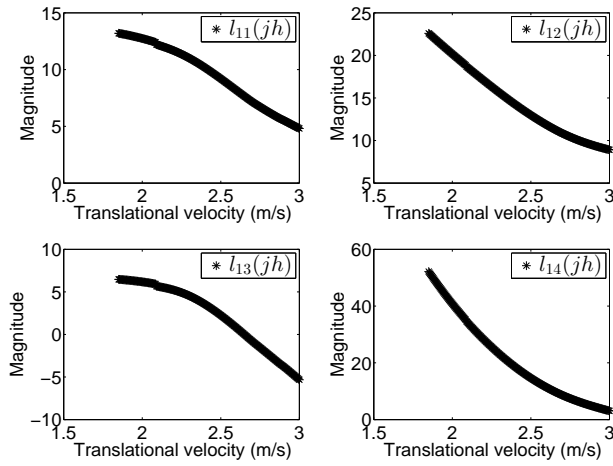 15
10
5
0
Magnitude
l11(jh)
1.5 2 2.5 3
Translational velocity (m/s)
25
20
15
10
5
Magnitude
l12(jh)
1.5 2 2.5 3
Translational velocity (m/s)
10
5
0
−5
−10
Magnitude
l13(jh)
1.5 2 2.5 3
Translational velocity (m/s)
60
40
20
0
Magnitude
l14(jh)
1.5 2 2.5 3
Translational velocity (m/s)